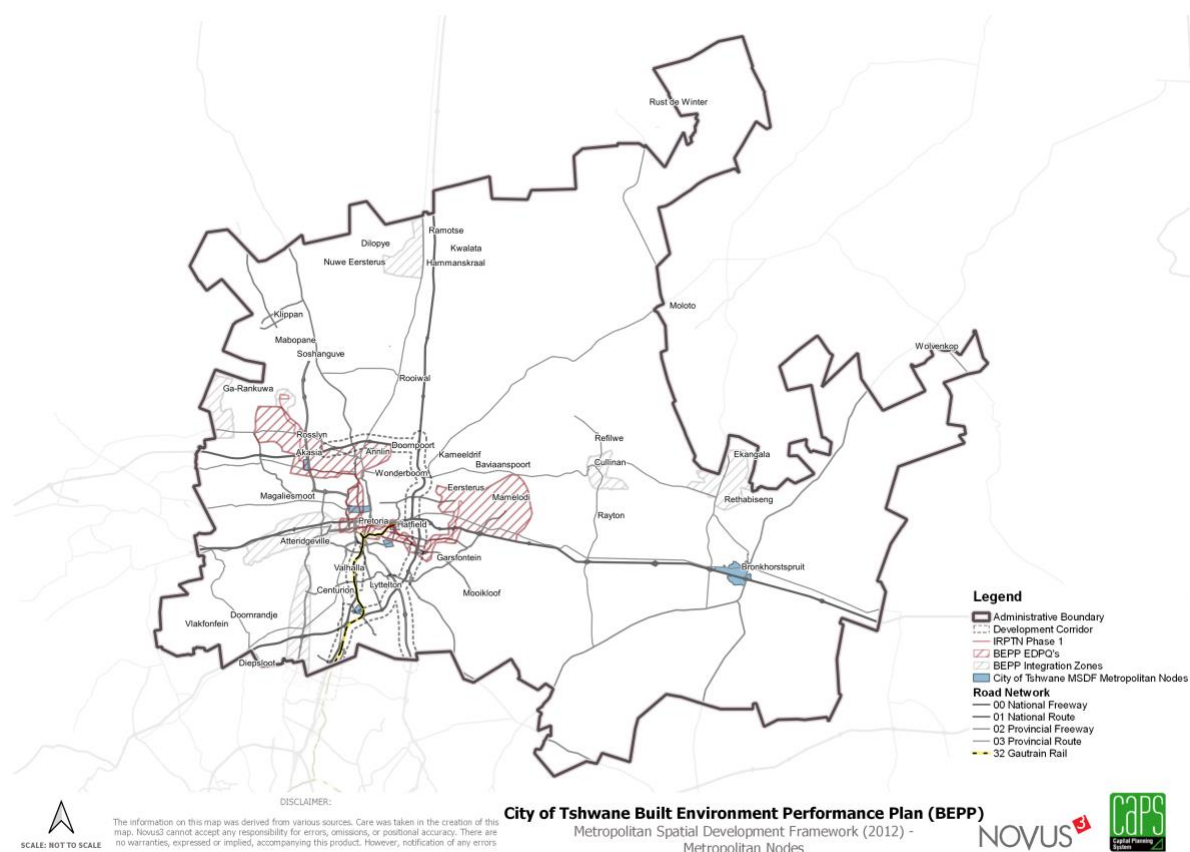 Rust de Winter
Ramotse
Dilopye
Kwalata
Nuwe Eersterus
Hammanskraal
Moloto
Klippan
Mabopane
Wolvenkop
Soshanguve
Rooiwal
Ga-Rankuwa
Rosslyn
Refilwe
Doornpoort
Akasia
Annlin
Kameeldrif
Ekangala
Baviaanspoort
Cullinan
Wonderboom
Eersterus
Magaliesmoot
Mamelodi
Rethabiseng
Rayton
Pretoria
Hatfield
Atteridgeville
Garsfontein
Valhalla
Bronkhorstspruit
Lyttelton
Centurion
Mooikloof
Doornrandje
Vlakfontein
Diepsloot
Legend
Administrative Boundary
Development Corridor
IRPTN Phase 1
BEPP EDPQ's
BEPP Integration Zones
City of Tshwane MSDF Metropolitan Nodes
Road Network
00 National Freeway
01 National Route
02 Provincial Freeway
03 Provincial Route
32 Gautrain Rail
SCALE: NOT TO SCALE
DISCLAIMER:
The information on this map was derived from various sources. Care was taken in the creation of this
map. Novus3 cannot accept any responsibility for errors, omissions, or positional accuracy. There are
no warranties, expressed or implied, accompanying this product. However, notification of any errors
City of Tshwane Built Environment Performance Plan (BEPP)
Metropolitan Spatial Development Framework (2012) -
Metropolitan Nodes
NOVUS3
CAPS
Capital Planning
System